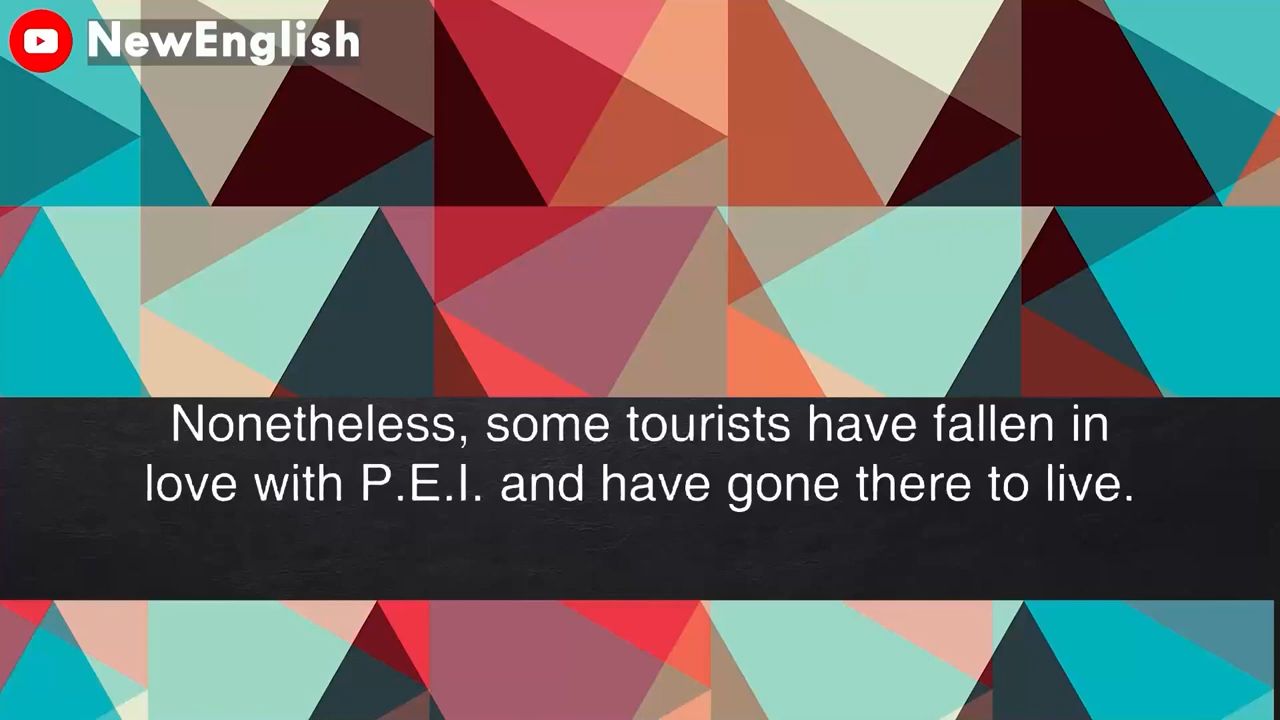 NewEnglish
Nonetheless, some tourists have fallen in
love with P.E.I. and have gone there to live.